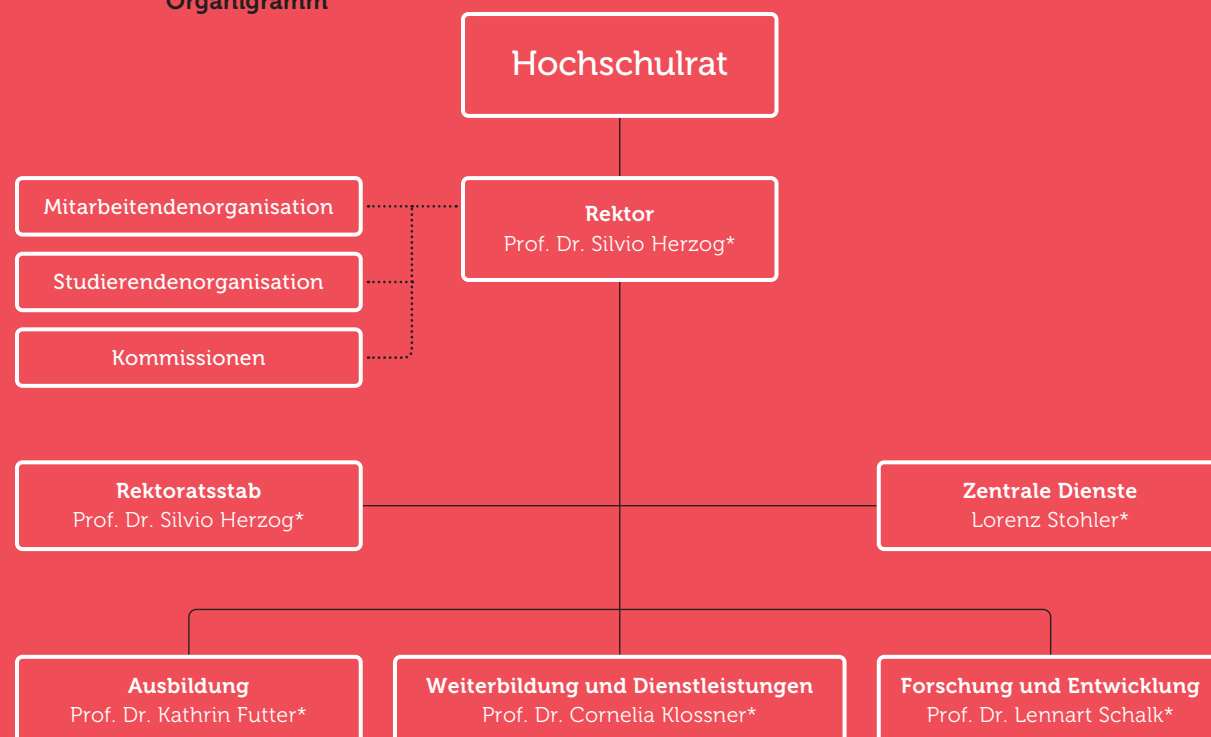 Organigramm
Hochschulrat
Mitarbeitendenorganisation
Rektor
Prof. Dr. Silvio Herzog*
Studierendenorganisation
Kommissionen
Rektoratsstab
Prof. Dr. Silvio Herzog*
Zentrale Dienste
Lorenz Stohler*
Ausbildung
Prof. Dr. Kathrin Futter*
Weiterbildung und Dienstleistungen
Prof. Dr. Cornelia Klossner*
Forschung und Entwicklung
Prof. Dr. Lennart Schalk*